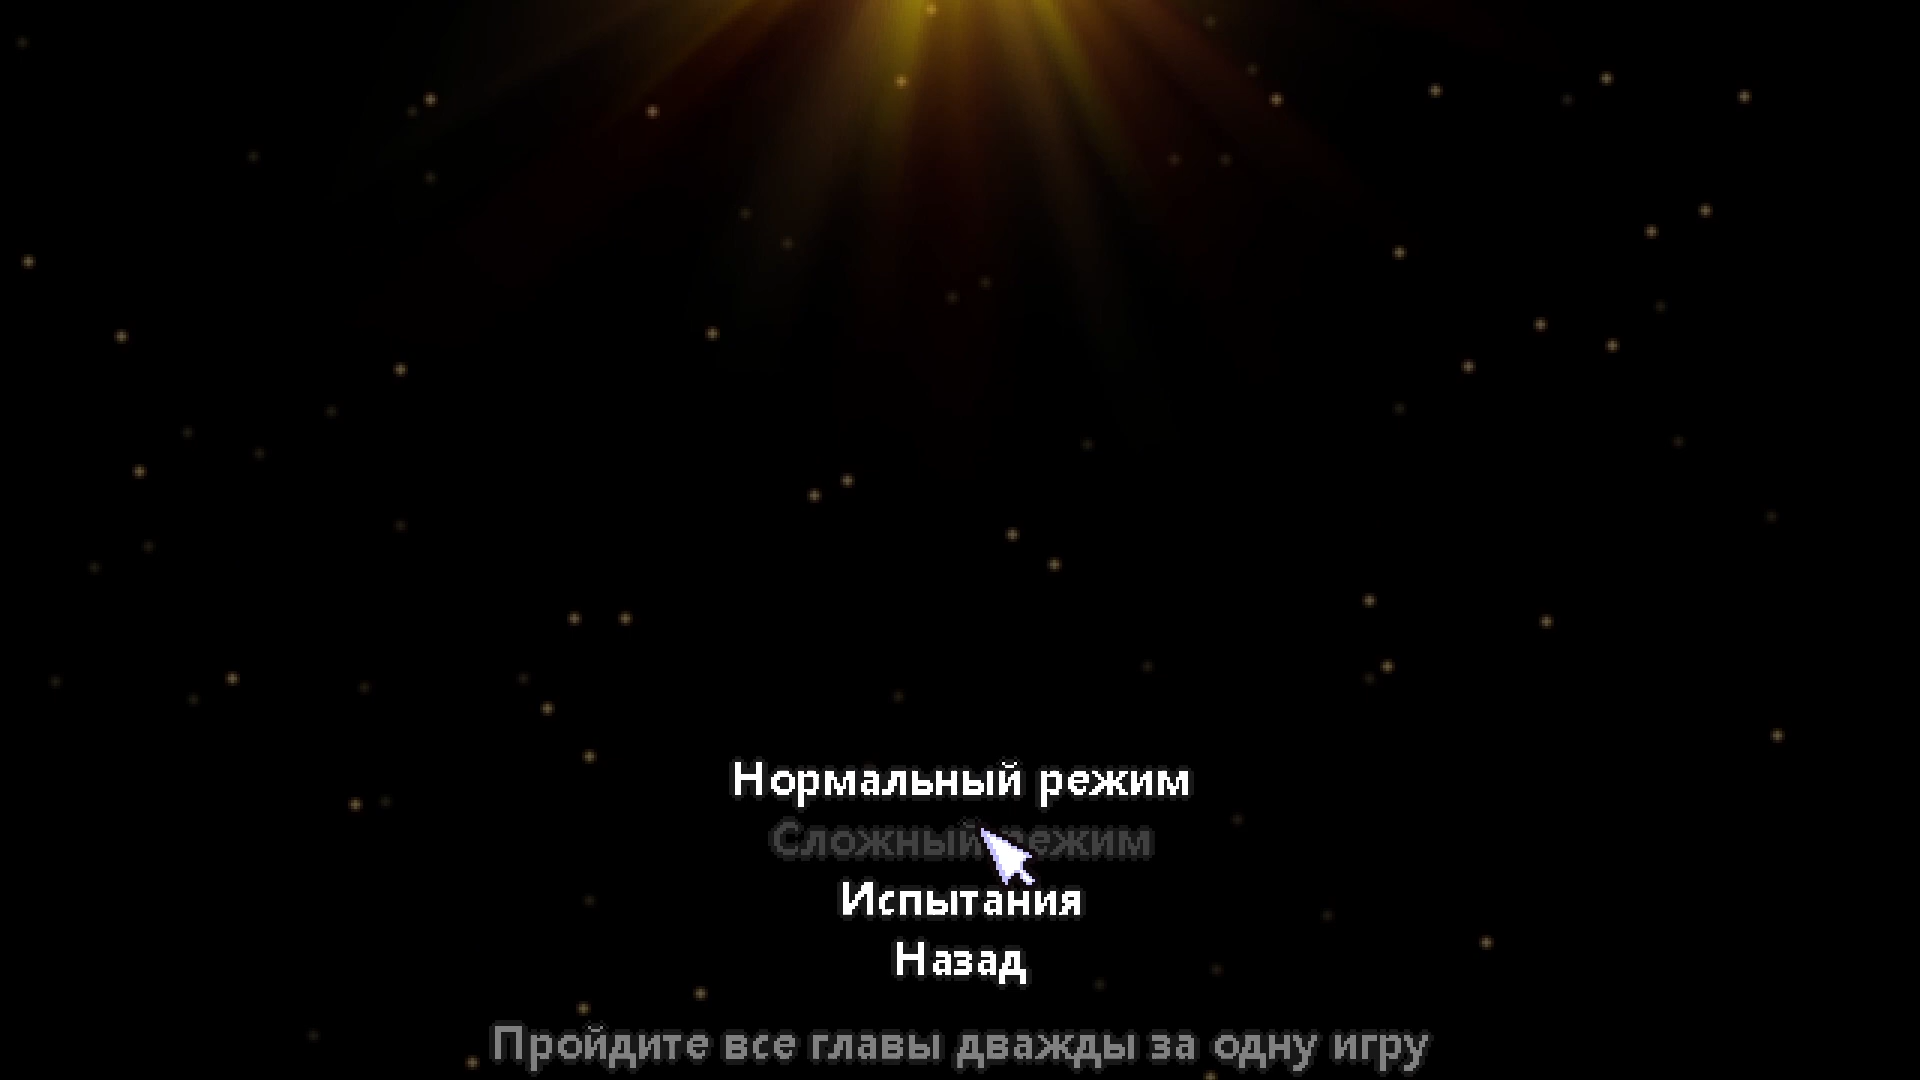 Нормальный режим
Сложный режим
Испытания
Назад
Пройдите все главы дважды за одну игру